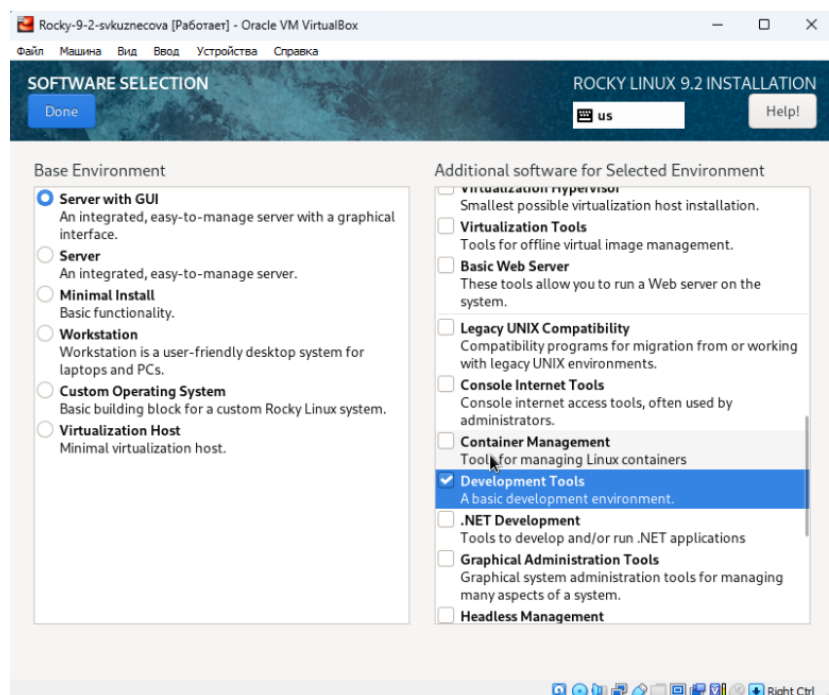 Rocky-9-2-svkuznecova [Работает] - Oracle VM VirtualBox
Файл Машина Вид Ввод Устройства Справка
SOFTWARE SELECTION
Done
ROCKY LINUX 9.2 INSTALLATION
us
Help!
Base Environment
Server with GUI
An integrated, easy-to-manage server with a graphical
interface.
Server
An integrated, easy-to-manage server.
Minimal Install
Basic functionality.
Workstation
Workstation is a user-friendly desktop system for
laptops and PCs.
Custom Operating System
Basic building block for a custom Rocky Linux system.
Virtualization Host
Minimal virtualization host.
Additional software for Selected Environment
Virtualization Hypervisor
Smallest possible virtualization host installation.
Virtualization Tools
Tools for offline virtual image management.
Basic Web Server
These tools allow you to run a Web server on the
system.
Legacy UNIX Compatibility
Compatibility programs for migration from or working
with legacy UNIX environments.
Console Internet Tools
Console internet access tools, often used by
administrators.
Container Management
Tools for managing Linux containers
Development Tools
A basic development environment.
.NET Development
Tools to develop and/or run .NET applications
Graphical Administration Tools
Graphical system administration tools for managing
many aspects of a system.
Headless Management
Right Ctrl